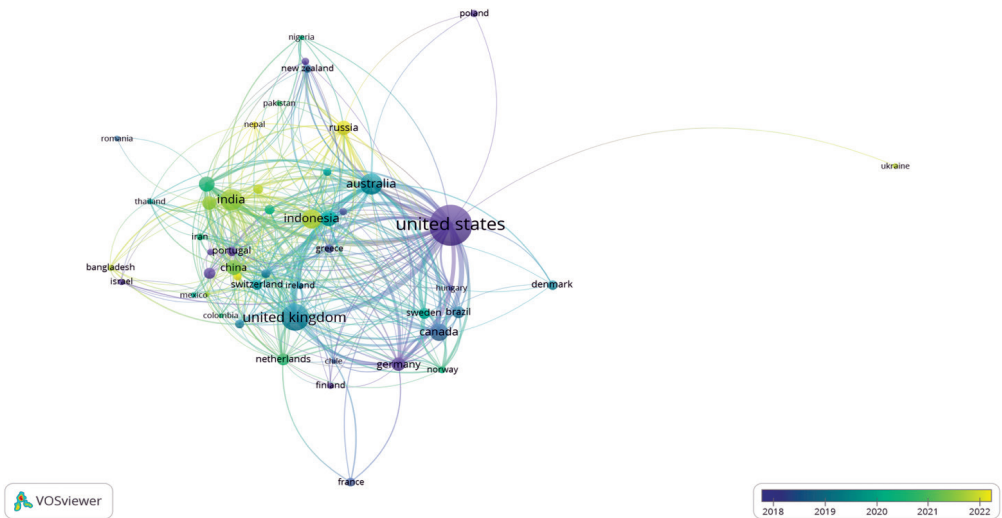 poland
nigeria
new zealand
pakistan
nepal
russia
romania
ukraine
australia
india
thailand
indonesia
united states
iran
portugal
greece
china
bangladesh
israel
switzerland
ireland
hungary
denmark
mexico
colombia
united kingdom
sweden
brazil
canada
netherlands
chile
germany
norway
finland
france
VOSviewer
2018 2019 2020 2021 2022